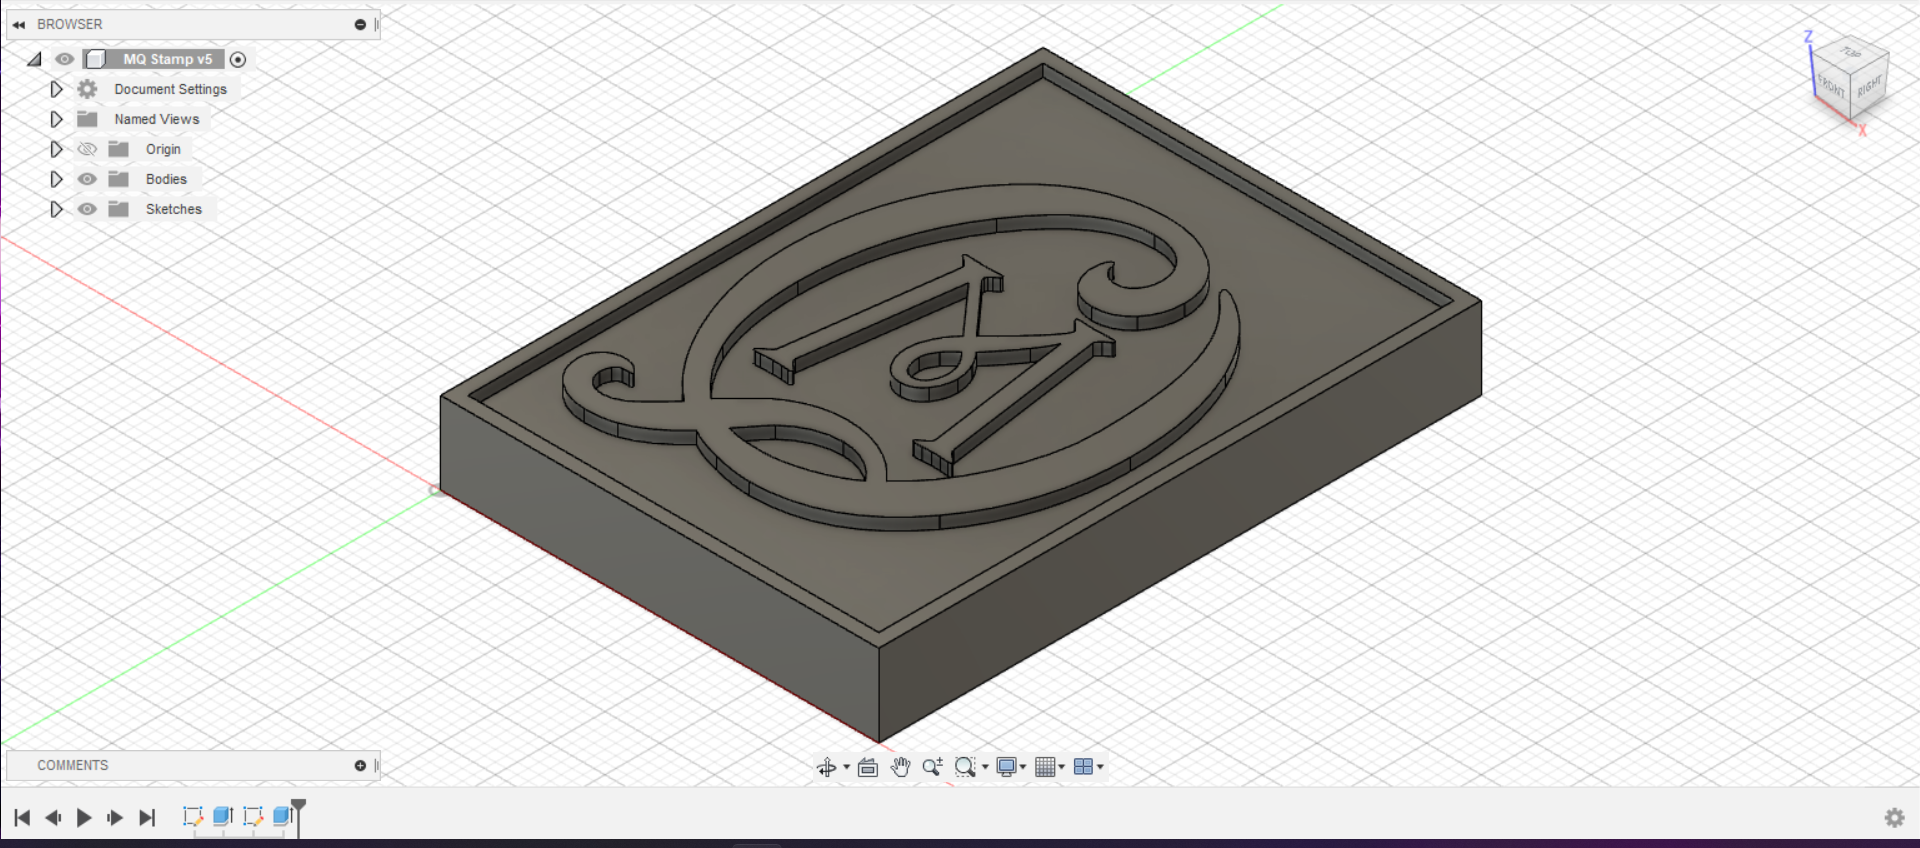 BROWSER
MQ Stamp v5
Document Settings
Named Views
Origin
Bodies
Sketches
Z
TOP
FRONT
RIGHT
X
M
COMMENTS